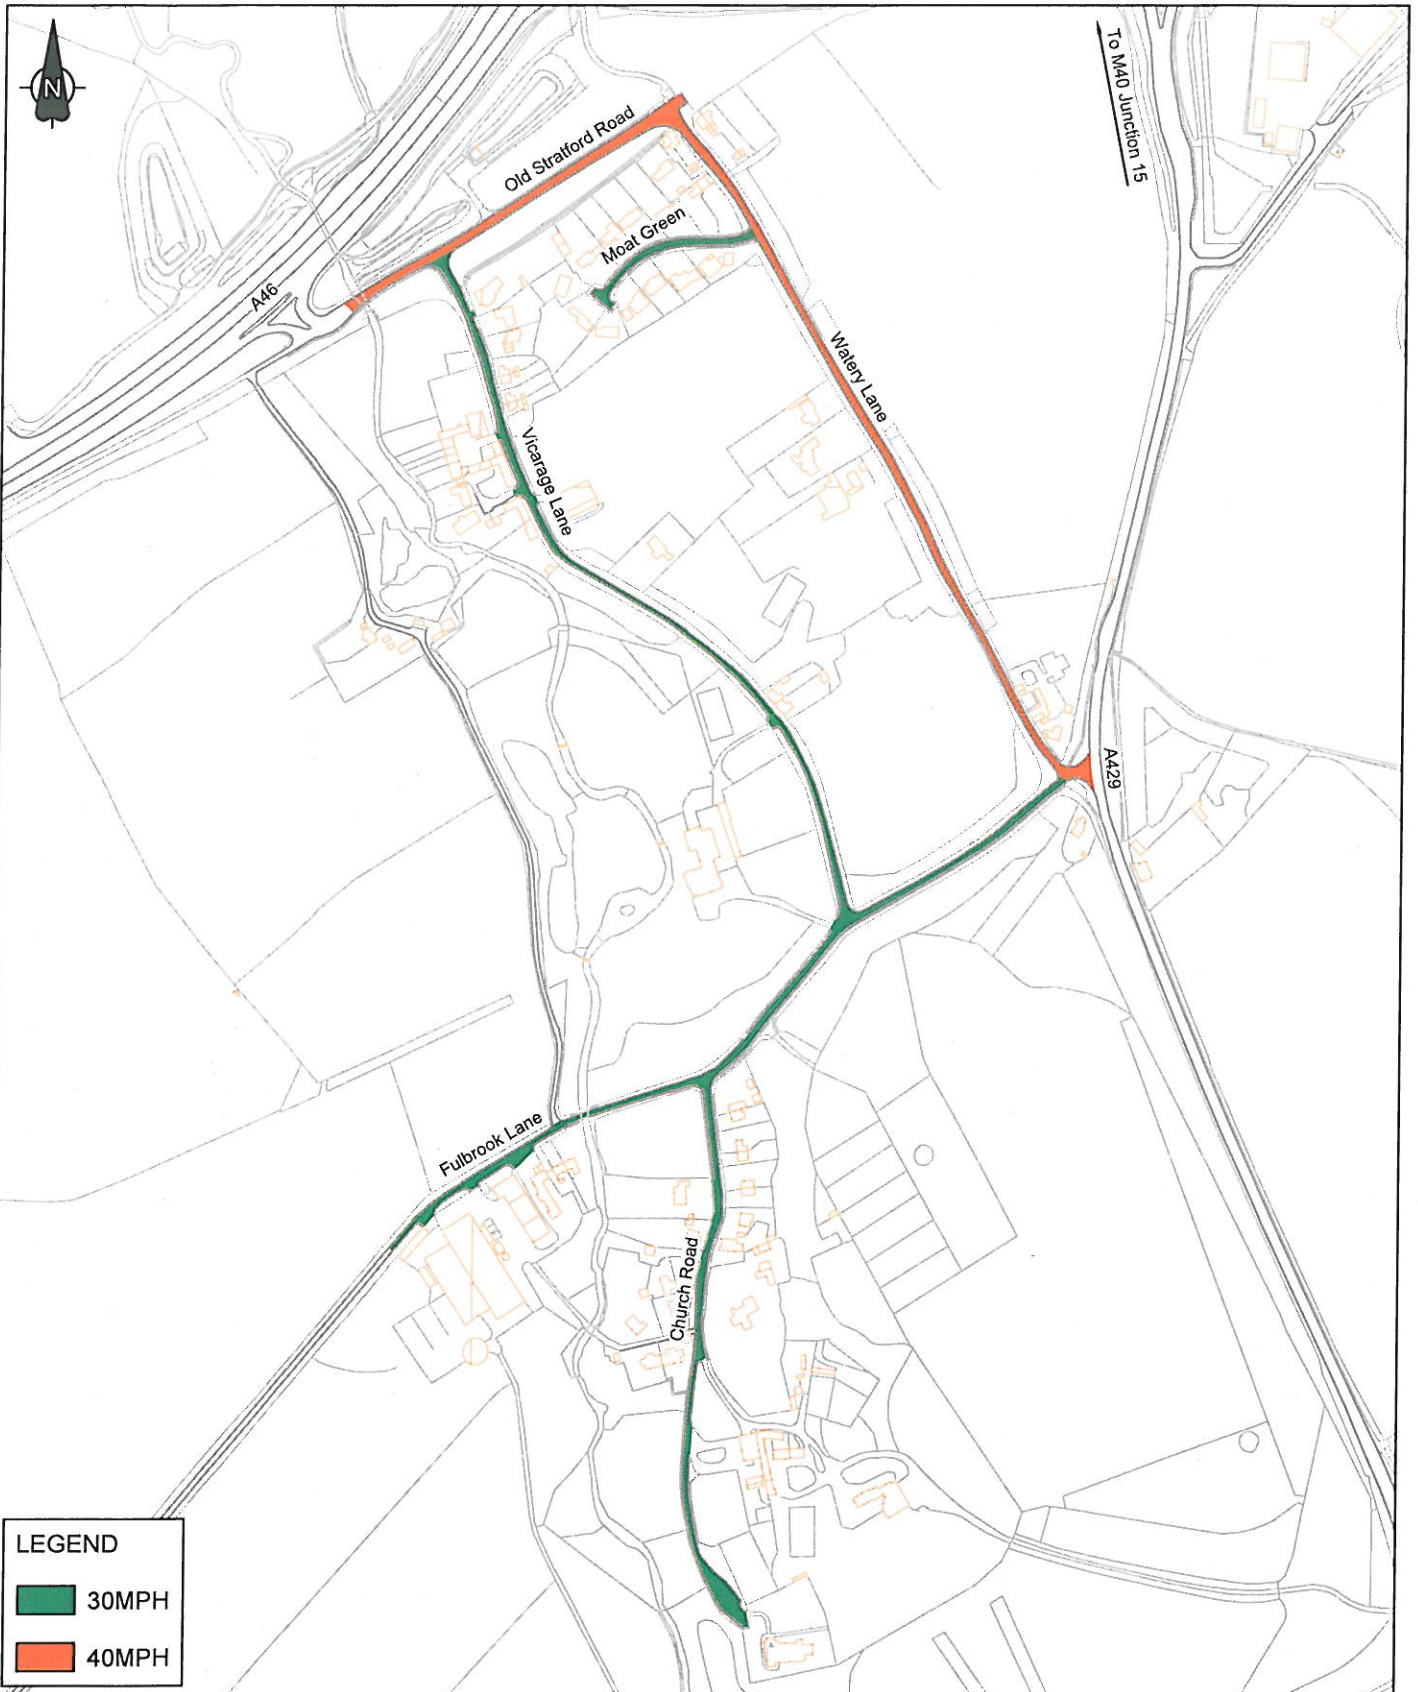 N
To M40 Junction 15
Old Stratford Road
Moat Green
A46
Watery Lane
Vicarage Lane
A429
Fulbrook Lane
Church Road
LEGEND
30MPH
40MPH